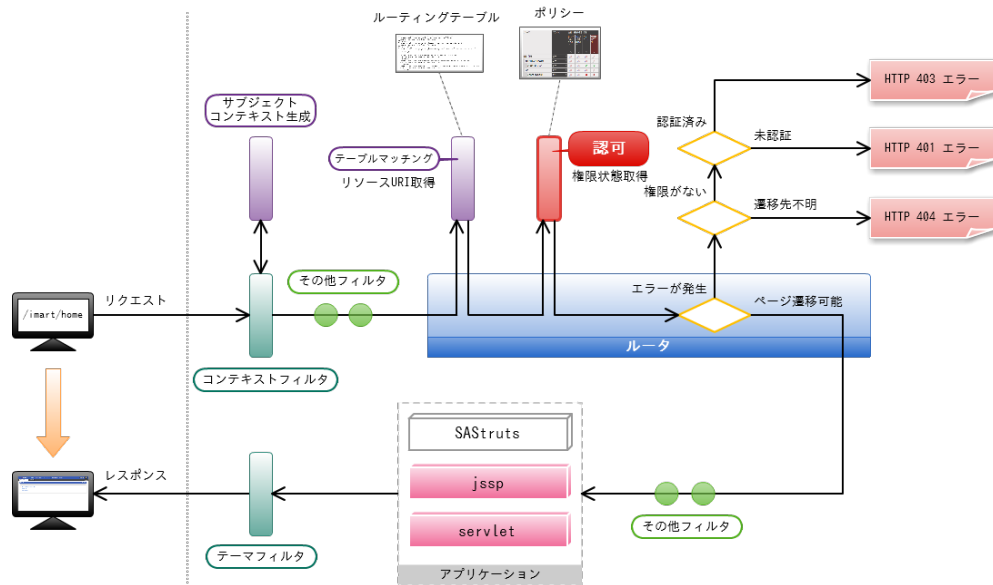 ルーティングテーブル
ポリシー
サブジェクト
コンテキスト生成
テーブルマッチング
リソースURI取得
認可
権限状態取得
認証済み
未認証
権限がない
遷移先不明
HTTP 403 エラー
HTTP 401 エラー
HTTP 404 エラー
その他フィルタ
エラーが発生
ページ遷移可能
リクエスト
/imart/home
ルータ
コンテキストフィルタ
SAStruts
jssp
servlet
アプリケーション
レスポンス
テーマフィルタ
その他フィルタ